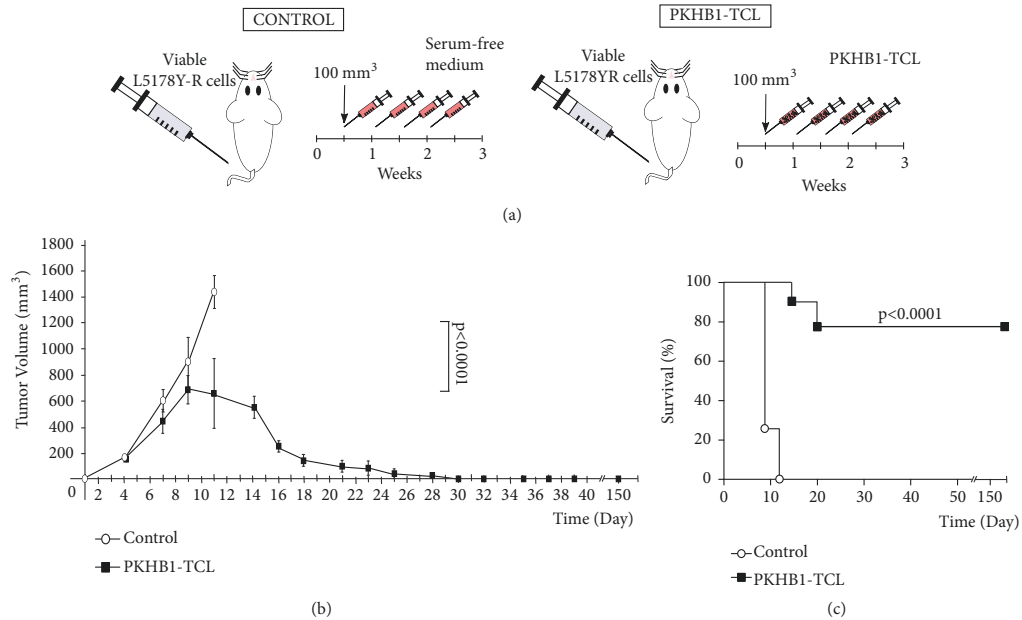 CONTROL
Viable
L5178Y-R cells
100 mm3
Serum-free
medium
0 1 2 3
Weeks
PKHB1-TCL
Viable
L5178YR cells
100 mm3
PKHB1-TCL
0 1 2 3
Weeks
(a)
Tumor Volume (mm3)
1800
1600
1400
1200
1000
800
600
400
200
0
p<0.0001
0 2 4 6 8 10 12 14 16 18 20 22 24 26 28 30 32 34 36 38 40 150
Time (Day)
Control
PKHB1-TCL
(b)
Survival (%)
100
80
60
40
20
0
p<0.0001
0 10 20 30 40 50 150
Time (Day)
Control
PKHB1-TCL
(c)